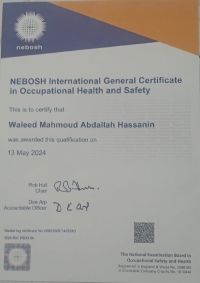 nebosh
NEBOSH International General Certificate
in Occupational Health and Safety
This is to certify that
Waleed Mahmoud Abdallah Hassanin
was awarded this qualification on
13 May 2024
Rob Hull
Chair
Dee Arp
Accountable Officer
The National Examination Board in
Occupational Safety and Health